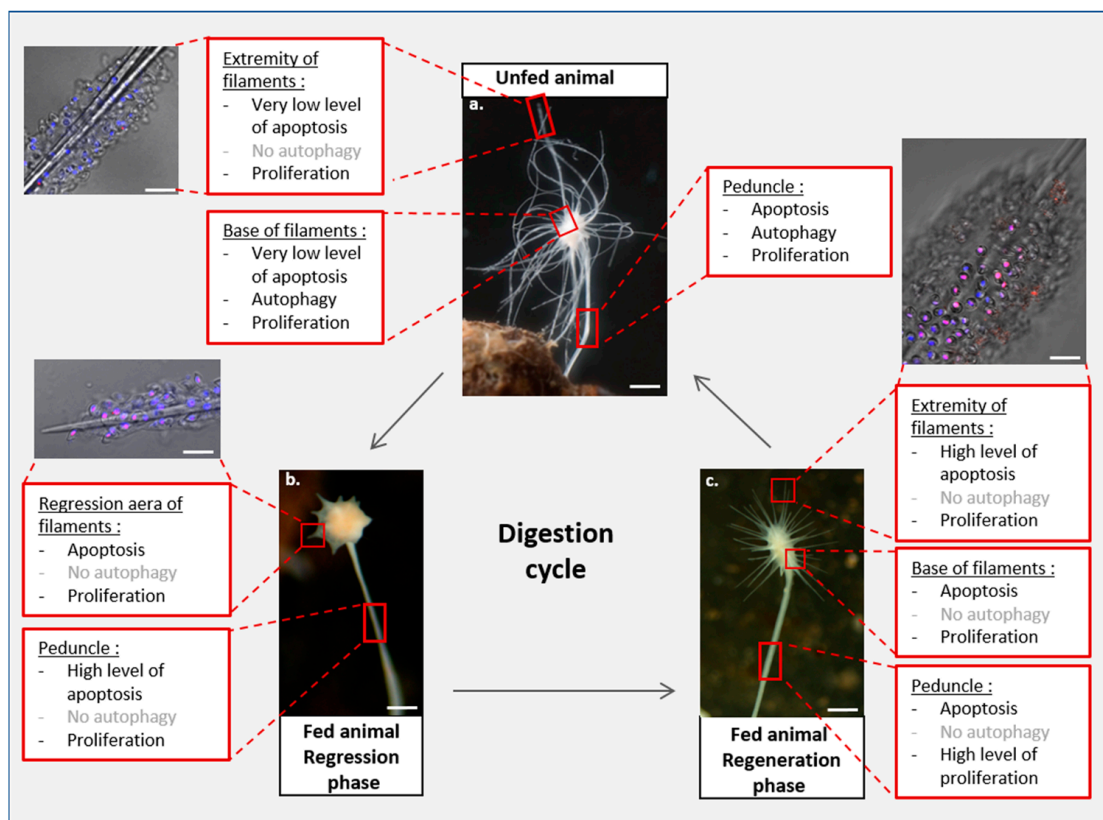 Extremity of
filaments :
- Very low level
of apoptosis
- No autophagy
- Proliferation
Unfed animal
a.
Base of filaments :
- Very low level
of apoptosis
- Autophagy
- Proliferation
Peduncle :
- Apoptosis
- Autophagy
- Proliferation
Regression aera of
filaments :
- Apoptosis
- No autophagy
- Proliferation
Peduncle :
- High level of
apoptosis
- No autophagy
- Proliferation
b.
Fed animal
Regression
phase
Digestion
cycle
c.
Fed animal
Regeneration
phase
Extremity of
filaments :
- High level of
apoptosis
- No autophagy
- Proliferation
Base of filaments :
- Apoptosis
- No autophagy
- Proliferation
Peduncle :
- Apoptosis
- No autophagy
- High level of
proliferation